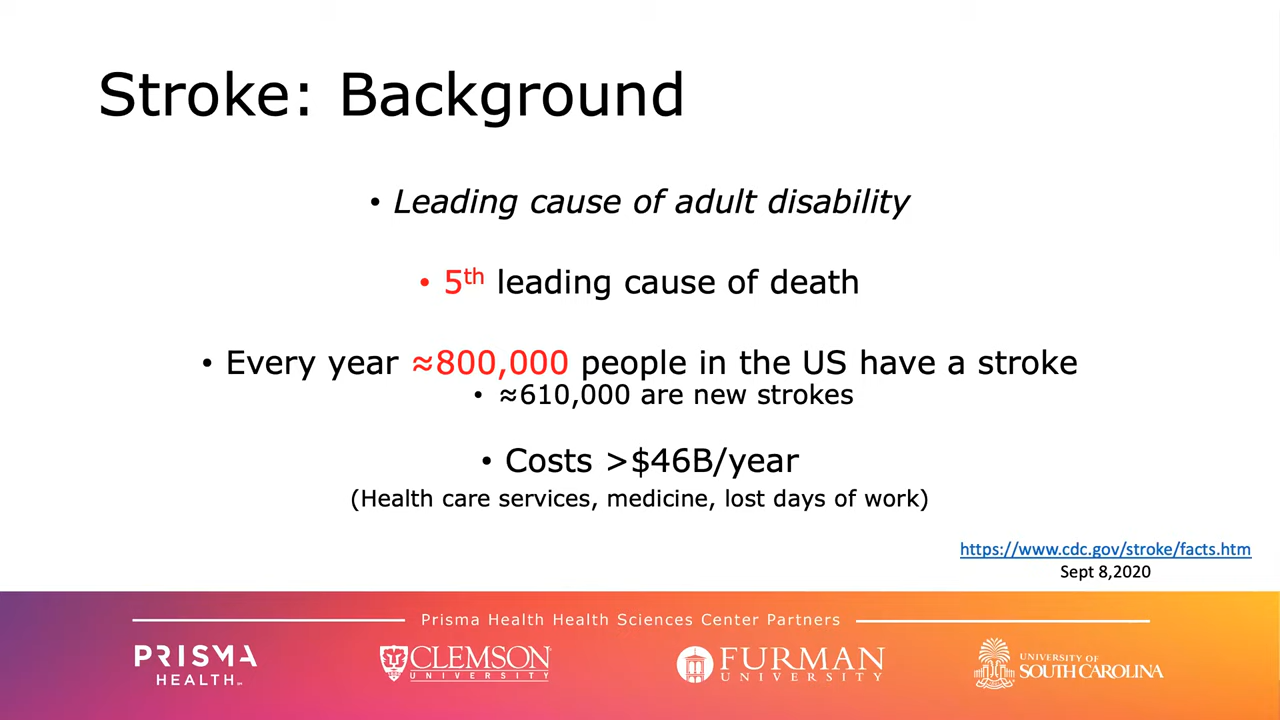 Stroke: Background
• Leading cause of adult disability
• 5th leading cause of death
• Every year ≈800,000 people in the US have a stroke
• ≈610,000 are new strokes
• Costs >$46B/year
(Health care services, medicine, lost days of work)
https://www.cdc.gov/stroke/facts.htm
Sept 8,2020
Prisma Health Health Sciences Center Partners
PRISMA
HEALTH
CLEMSON
UNIVERSITY
FURMAN
UNIVERSITY
UNIVERSITY OF
SOUTH CAROLINA